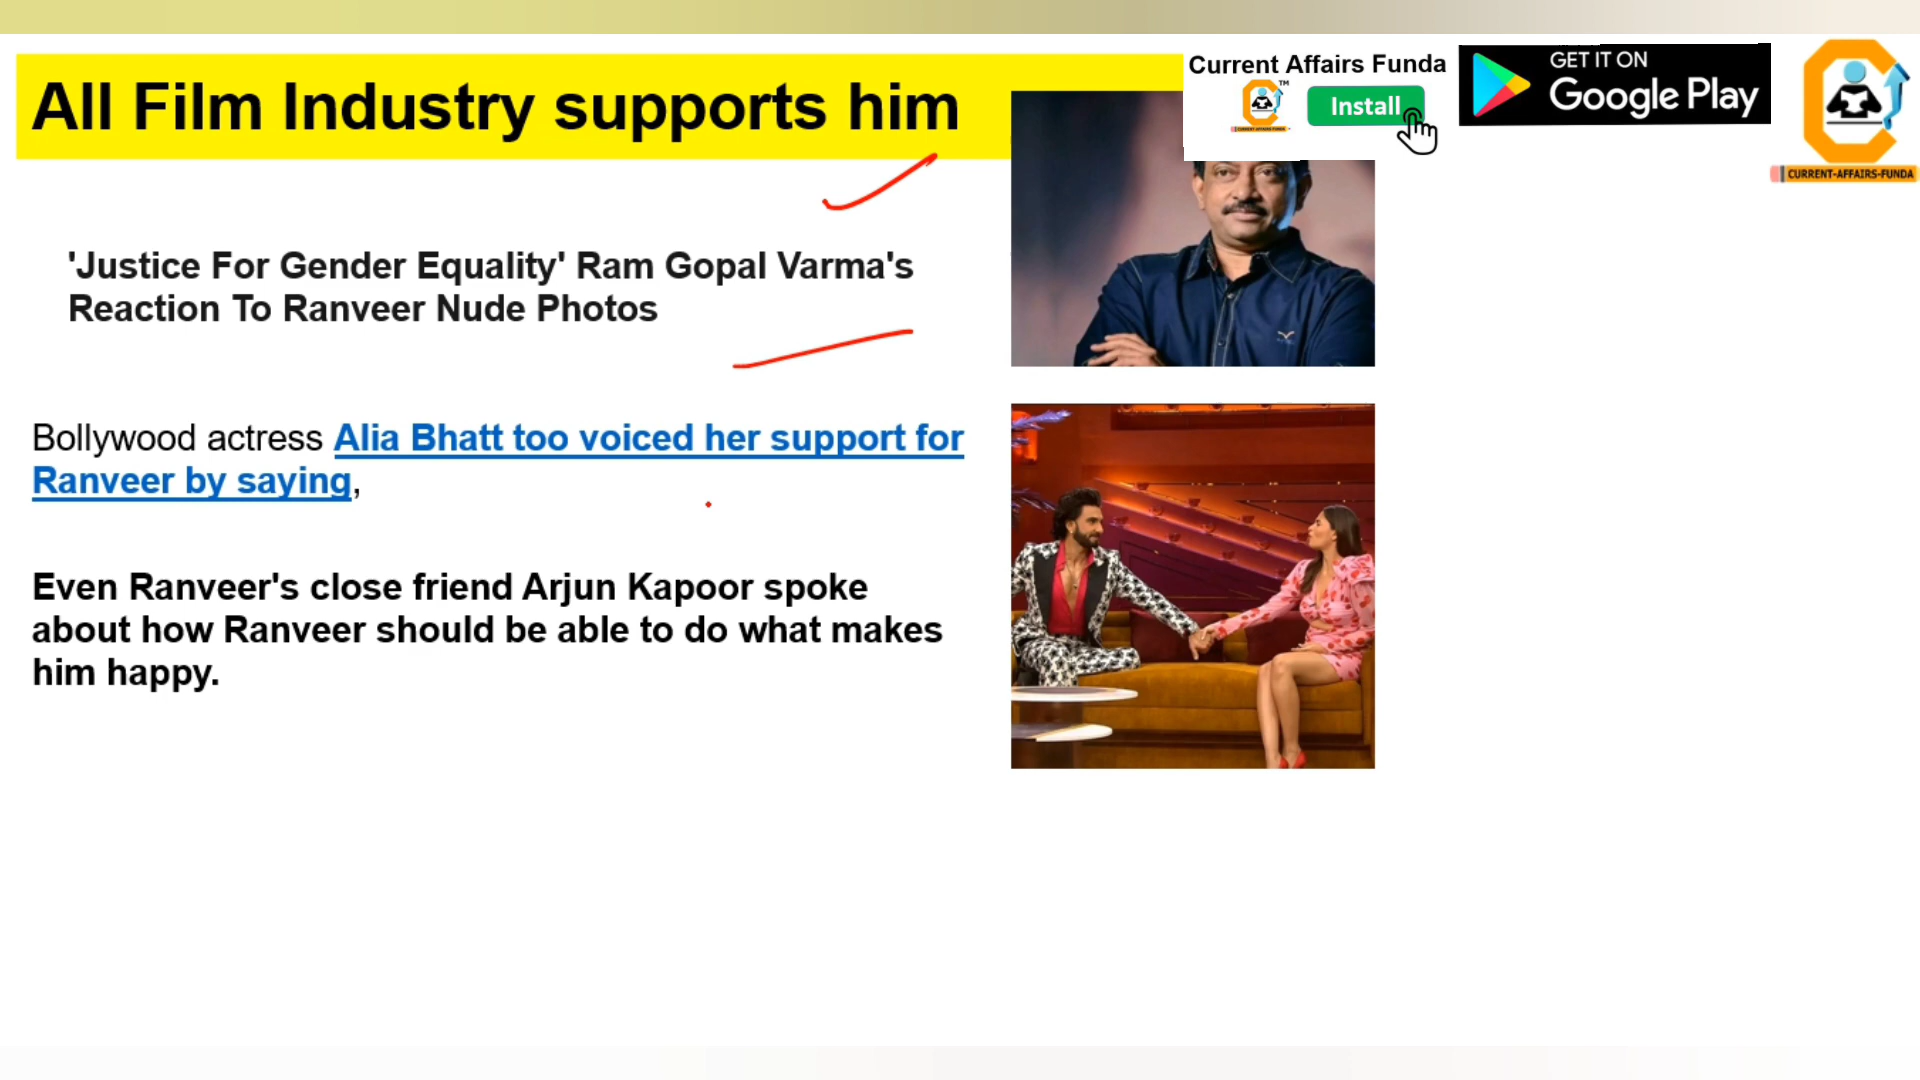 All Film Industry supports him
Current Affairs Funda
Install
GET IT ON
Google Play
CURRENT-AFFAIRS-FUNDA
'Justice For Gender Equality' Ram Gopal Varma's
Reaction To Ranveer Nude Photos
Bollywood actress Alia Bhatt too voiced her support for
Ranveer by saying,
Even Ranveer's close friend Arjun Kapoor spoke
about how Ranveer should be able to do what makes
him happy.